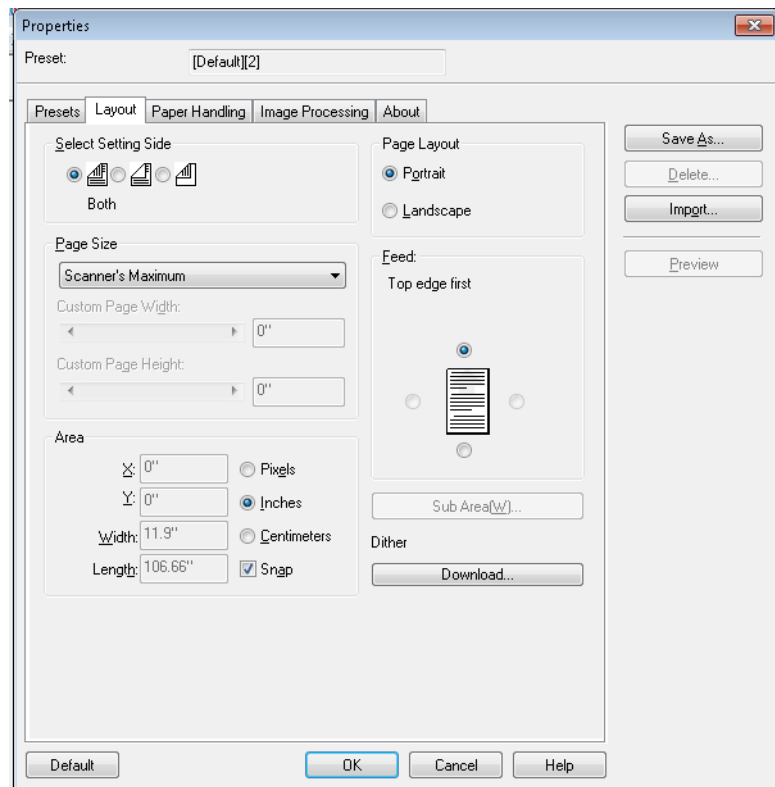 Properties
Preset: [Default][2]
Presets Layout Paper Handling Image Processing About
Select Setting Side
Both
Page Size
Scanner's Maximum
Custom Page Width:
0"
Custom Page Height:
0"
Area
X: 0"
Y: 0"
Width: 11.9"
Length: 106.66"
Pixels
Inches
Centimeters
Snap
Page Layout
Portrait
Landscape
Feed:
Top edge first
Sub Area(W)...
Dither
Download...
Save As...
Delete...
Import...
Preview
Default OK Cancel Help